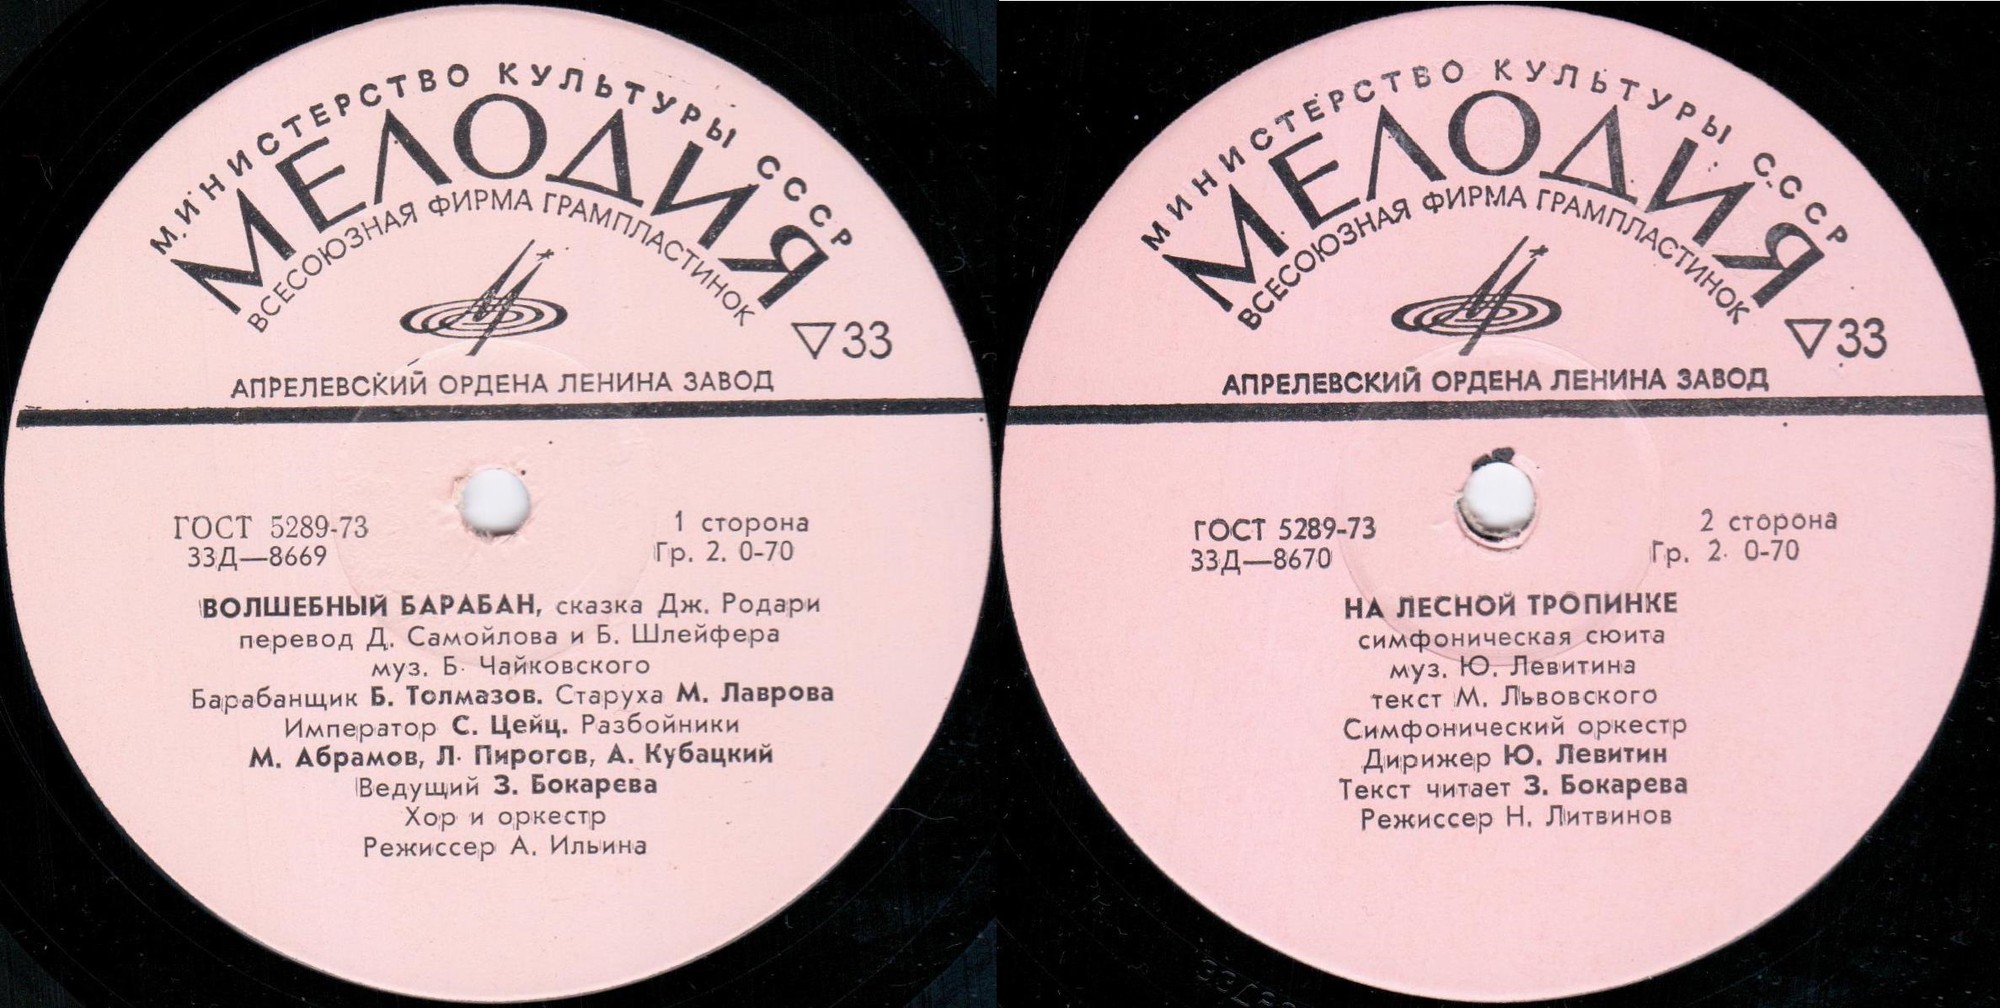 МИНИСТЕРСТВО КУЛЬТУРЫ СССР
МЕЛОДИЯ
ВСЕСОЮЗНАЯ ФИРМА ГРАМПЛАСТИНОК
▽33
АПРЕЛЕВСКИЙ ОРДЕНА ЛЕНИНА ЗАВОД
ГОСТ 5289-73
33Д—8669
1 сторона
Гр. 2. 0-70
ВОЛШЕБНЫЙ БАРАБАН, сказка Дж. Родари
перевод Д. Самойлова и Б. Шлейфера
муз. Б. Чайковского
Барабанщик Б. Толмазов. Старуха М. Лаврова
Император С. Цейц. Разбойники
М. Абрамов, Л. Пирогов, А. Кубацкий
Ведущий З. Бокарева
Хор и оркестр
Режиссер А. Ильина
МИНИСТЕРСТВО КУЛЬТУРЫ СССР
МЕЛОДИЯ
ВСЕСОЮЗНАЯ ФИРМА ГРАМПЛАСТИНОК
▽33
АПРЕЛЕВСКИЙ ОРДЕНА ЛЕНИНА ЗАВОД
ГОСТ 5289-73
33Д—8670
2 сторона
Гр. 2. 0-70
НА ЛЕСНОЙ ТРОПИНКЕ
симфоническая сюита
муз. Ю. Левитина
текст М. Львовского
Симфонический оркестр
Дирижер Ю. Левитин
Текст читает З. Бокарева
Режиссер Н. Литвинов